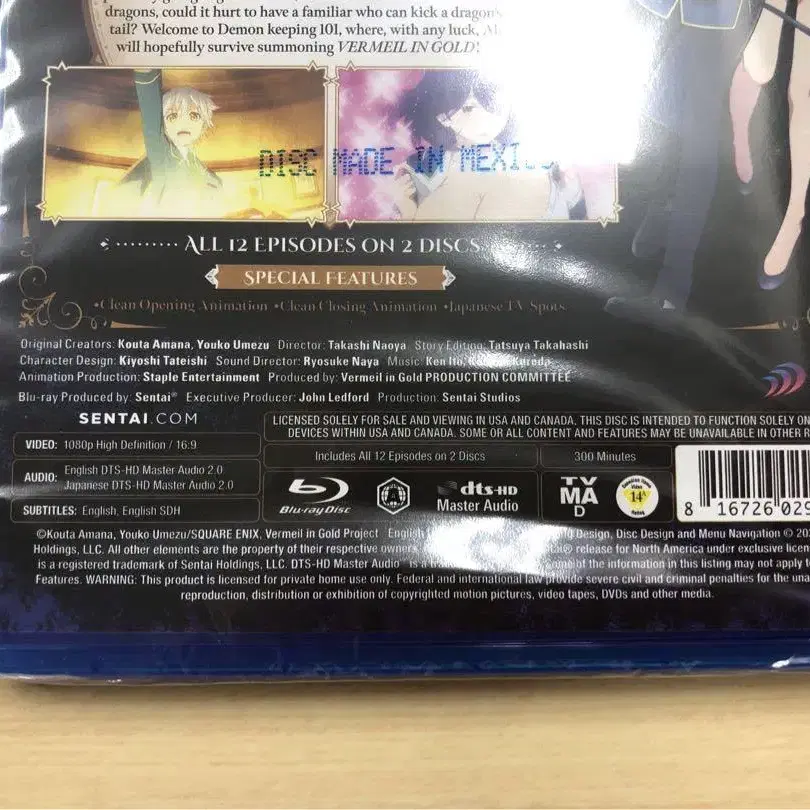 dragons, could it hurt to have a familiar who can kick a dragon's
tail? Welcome to Demon keeping 101, where, with any luck,
will hopefully survive summoning VERMEIL IN GOLD!
DISC MADE IN MEXICO
ALL 12 EPISODES ON 2 DISCS
SPECIAL FEATURES
•Clean Opening Animation •Clean Closing Animation •Japanese TV Spots
Original Creators: Kouta Amana, Youko Umezu Director: Takashi Naoya Story Edition: Tatsuya Takahashi
Character Design: Kiyoshi Tateishi Sound Director: Ryosuke Naya Music: Ken Ito,
Animation Production: Staple Entertainment Produced by: Vermeil in Gold PRODUCTION COMMITTEE
Blu-ray Produced by: Sentai® Executive Producer: John Ledford Production: Sentai Studios
SENTAI.COM
LICENSED SOLELY FOR SALE AND VIEWING IN USA AND CANADA. THIS DISC IS INTENDED TO FUNCTION SOLELY ON
DEVICES WITHIN USA AND CANADA. SOME OR ALL CONTENT AND FEATURES MAY BE UNAVAILABLE IN OTHER
VIDEO: 1080p High Definition / 16:9
Includes All 12 Episodes on 2 Discs
300 Minutes
AUDIO: English DTS-HD Master Audio 2.0
Japanese DTS-HD Master Audio 2.0
SUBTITLES: English, English SDH
Blu-ray Disc
A
dts-HD
Master Audio
TV
MA
D
14A
8 16726 029
©Kouta Amana, Youko Umezu/SQUARE ENIX, Vermeil in Gold Project Design, Disc Design and Menu Navigation ©
Holdings, LLC. All other elements are the property of their respective owners release for North America under exclusive
is a registered trademark of Sentai Holdings, LLC. DTS-HD Master Audio of the information in this listing may not apply to
Features. WARNING: This product is licensed for private home use only. Federal and international law provide severe civil and criminal penalties for the
reproduction, distribution or exhibition of copyrighted motion pictures, video tapes, DVDs and other media.